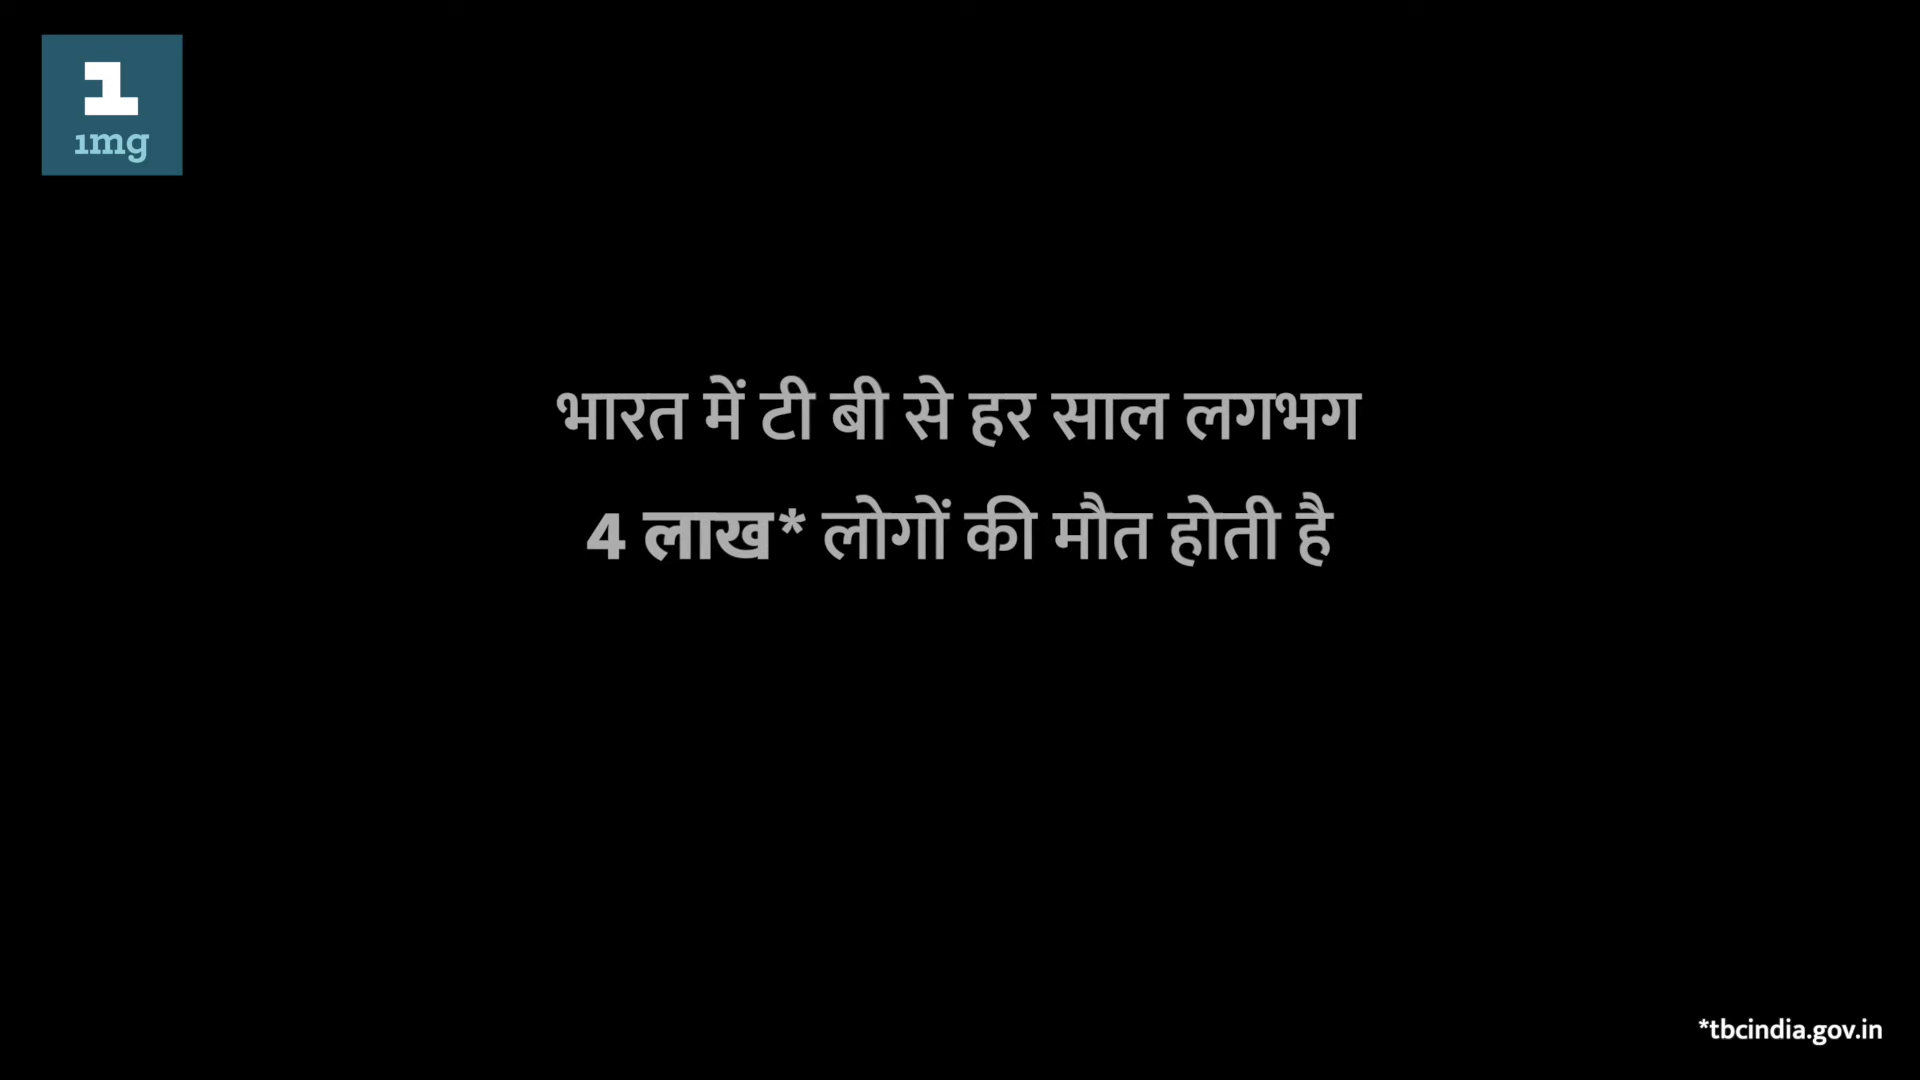 1
1mg
भारत में टी बी से हर साल लगभग
4 लाख* लोगों की मौत होती है
*tbcindia.gov.in